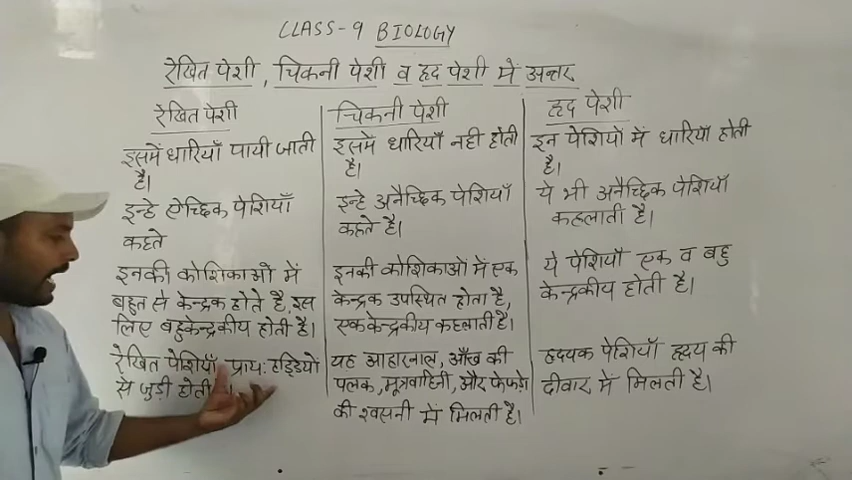 CLASS-9 BIOLOGY
रेखित पेशी, चिकनी पेशी व हृद पेशी में अन्तर
रेखित पेशी
इसमें धारियाँ पायी जाती
है।
इन्हे ऐच्छिक पेशियाँ
कहते
इनकी कोशिकाओं में
बहुत से केन्द्रक होते है, इस
लिए बहुकेन्द्रकीय होती है।
रेखित पेशियाँ प्राय: हड्डियो
से जुड़ी होती
चिकनी पेशी
इसमें धारियाँ नही होती
है।
इन्हे अनैच्छिक पेशियाँ
कहते है।
इनकी कोशिकाओं में एक
केन्द्रक उपस्थित होता है,
एककेन्द्रकीय कहलाती है।
यह आहारनाल, आँख की
पलक, मूत्रवाहिनी, और फेफड़े
की श्वसनी में मिलती है।
हृद पेशी
इन पेशियों में धारियाँ होती
है।
ये भी अनैच्छिक पेशियाँ
कहलाती है।
ये पेशियाँ एक व बहु
केन्द्रकीय होती है।
हृदयक पेशियाँ हृदय की
दीवार में मिलती है।